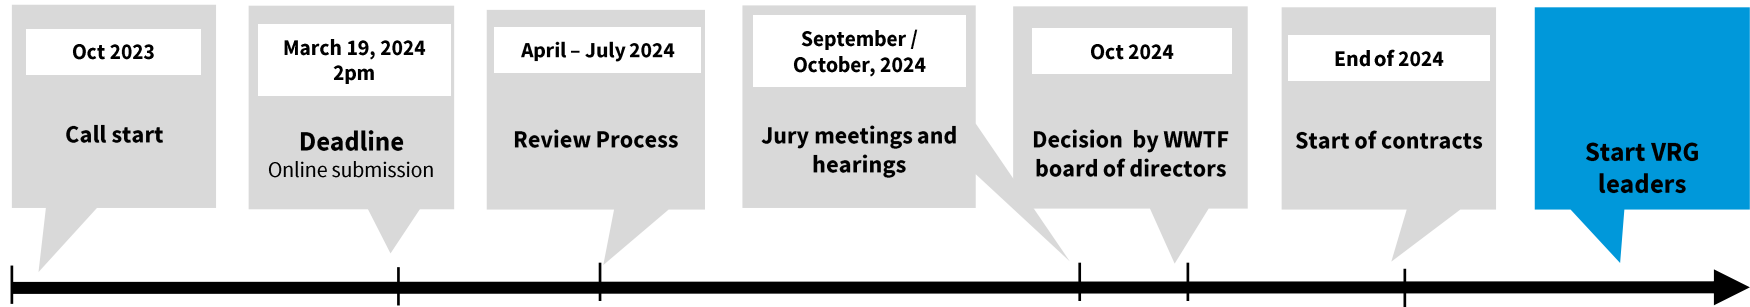 Oct 2023
Call start
March 19, 2024
2pm
Deadline
Online submission
April – July 2024
Review Process
September /
October, 2024
Jury meetings and
hearings
Oct 2024
Decision by WWTF
board of directors
End of 2024
Start of contracts
Start VRG
leaders